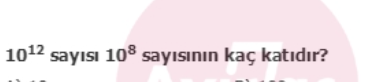 10¹² sayısı 10⁸ sayısının kaç katıdır?